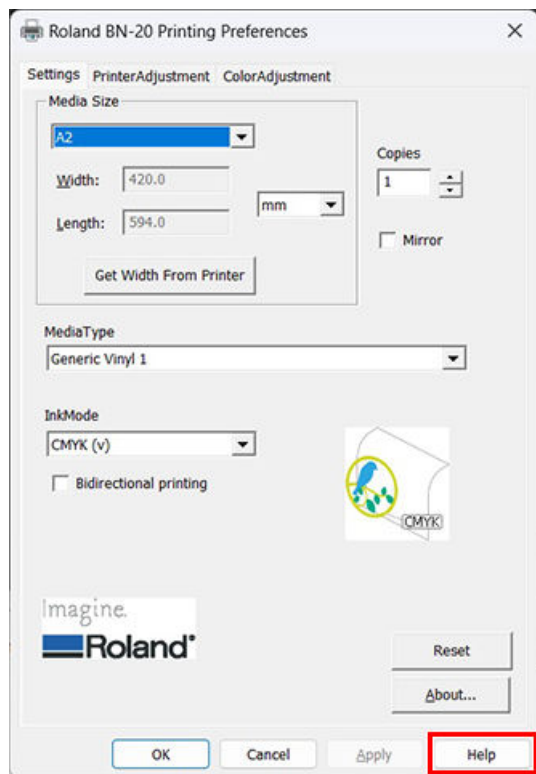 Roland BN-20 Printing Preferences
Settings PrinterAdjustment ColorAdjustment
Media Size
A2
Width: 420.0
Length: 594.0
mm
Get Width From Printer
Copies
1
Mirror
MediaType
Generic Vinyl 1
InkMode
CMYK (v)
Bidirectional printing
CMYK
Imagine.
Roland
Reset
About...
OK Cancel Apply Help